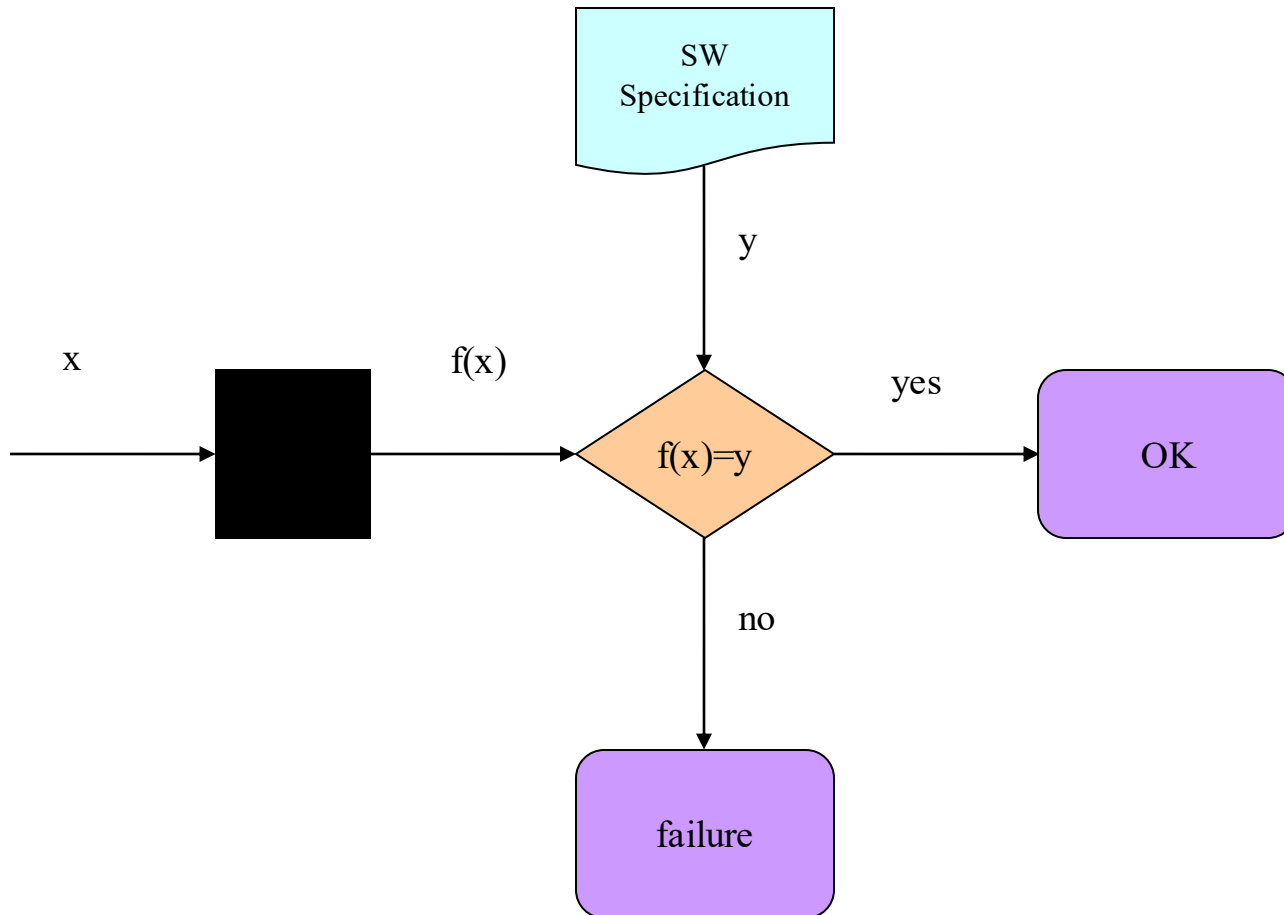 SW
Specification
y
x
f(x)
yes
f(x)=y
OK
no
failure